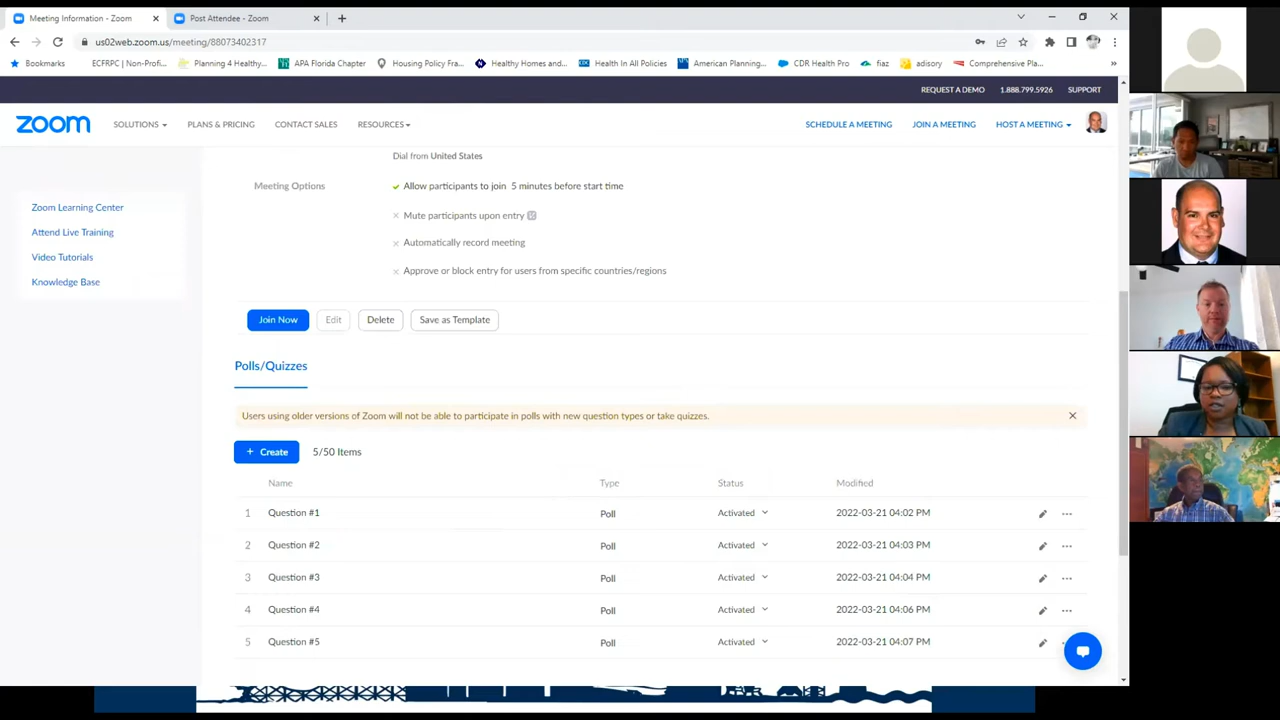 Meeting Information - Zoom
Post Attendee - Zoom
us02web.zoom.us/meeting/88073402317
Bookmarks ECFRPC | Non-Profi... Planning 4 Healthy... APA Florida Chapter Housing Policy Fra... Healthy Homes and... Health In All Policies American Planning... CDR Health Pro fiaz adisory Comprehensive Pla... »
REQUEST A DEMO 1.888.799.5926 SUPPORT
zoom SOLUTIONS PLANS & PRICING CONTACT SALES RESOURCES SCHEDULE A MEETING JOIN A MEETING HOST A MEETING
Dial from United States
Meeting Options
Allow participants to join 5 minutes before start time
Mute participants upon entry
Automatically record meeting
Approve or block entry for users from specific countries/regions
Zoom Learning Center
Attend Live Training
Video Tutorials
Knowledge Base
Join Now Edit Delete Save as Template
Polls/Quizzes
Users using older versions of Zoom will not be able to participate in polls with new question types or take quizzes.
+ Create 5/50 Items
Name Type Status Modified
1 Question #1 Poll Activated 2022-03-21 04:02 PM
2 Question #2 Poll Activated 2022-03-21 04:03 PM
3 Question #3 Poll Activated 2022-03-21 04:04 PM
4 Question #4 Poll Activated 2022-03-21 04:06 PM
5 Question #5 Poll Activated 2022-03-21 04:07 PM